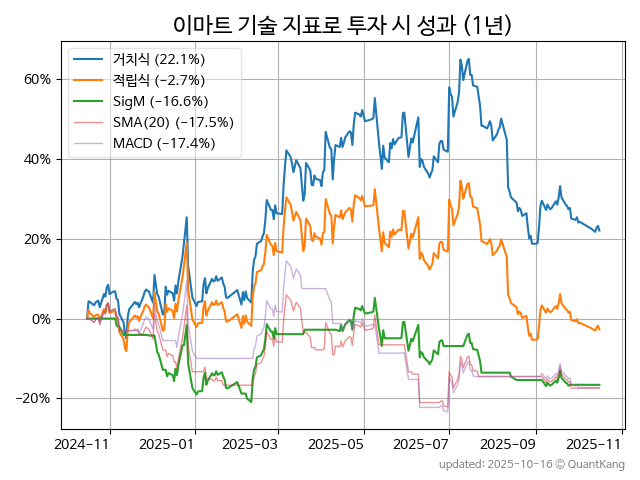 이마트 기술 지표로 투자 시 성과 (1년)
거치식 (22.1%)
적립식 (−2.7%)
SigM (−16.6%)
SMA(20) (−17.5%)
MACD (−17.4%)
60%
40%
20%
0%
−20%
2024-11 2025-01 2025-03 2025-05 2025-07 2025-09 2025-11
updated: 2025-10-16 © QuantKang